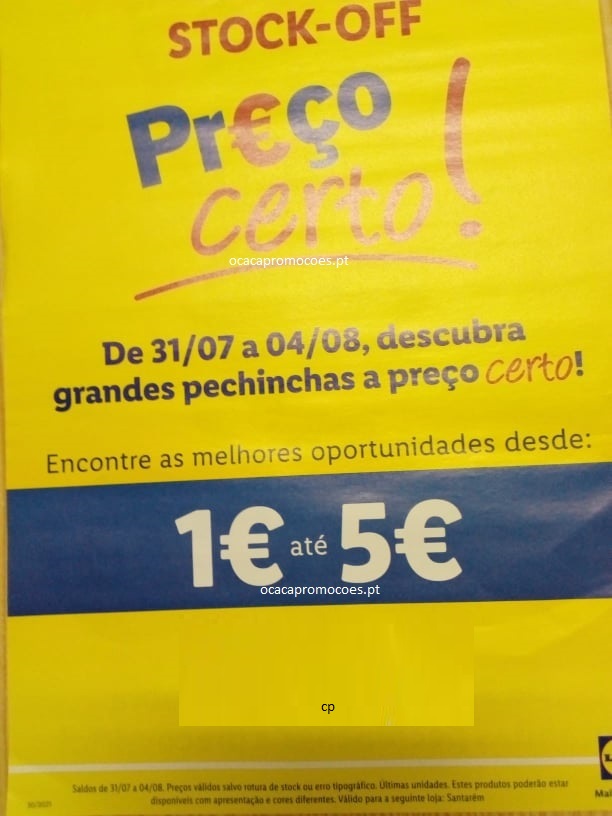 STOCK-OFF
Pr€ço
certo!
ocacapromocoes.pt
De 31/07 a 04/08, descubra
grandes pechinchas a preço certo!
Encontre as melhores oportunidades desde:
1€ até 5€
ocacapromocoes.pt
cp
Saldos de 31/07 a 04/08. Preços válidos salvo rotura de stock ou erro tipográfico. Últimas unidades. Estes produtos poderão estar
disponíveis com apresentação e cores diferentes. Válido para a seguinte loja: Santarém
L
Mai